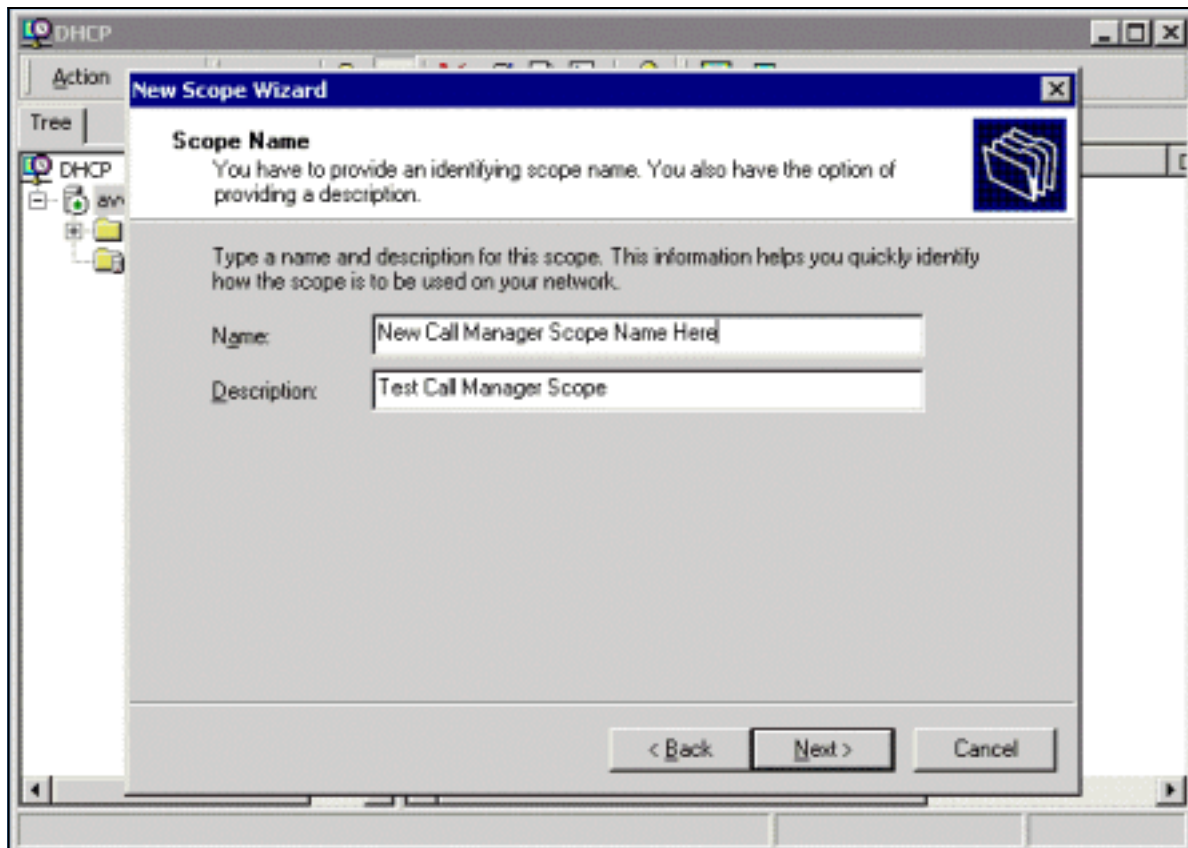 DHCP
Action
New Scope Wizard
Tree
Scope Name
You have to provide an identifying scope name. You also have the option of
providing a description.
DHCP
Type a name and description for this scope. This information helps you quickly identify
how the scope is to be used on your network.
Name: New Call Manager Scope Name Here
Description: Test Call Manager Scope
< Back Next > Cancel